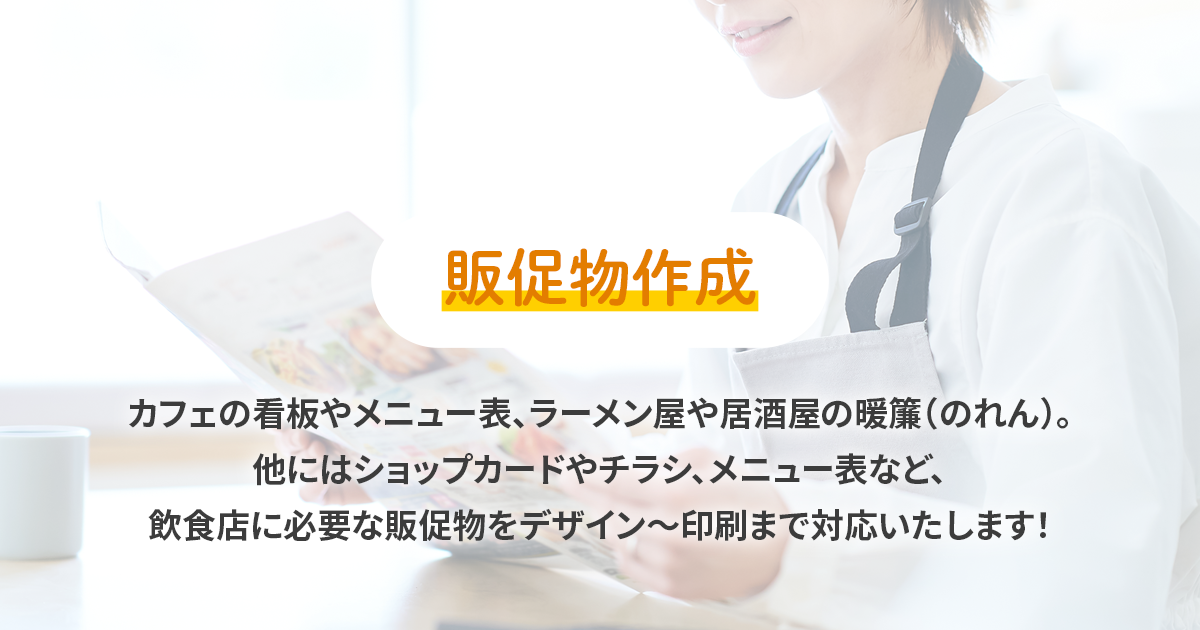 販促物作成
カフェの看板やメニュー表、ラーメン屋や居酒屋の暖簾（のれん）。
他にはショップカードやチラシ、メニュー表など、
飲食店に必要な販促物をデザイン～印刷まで対応いたします！